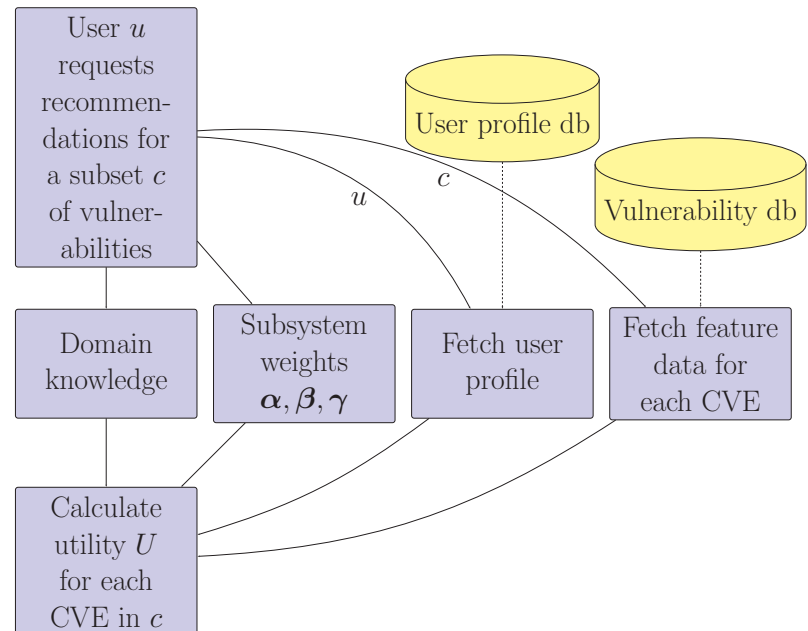 User u
requests
recommen-
dations for
a subset c
of vulner-
abilities
User profile db
Vulnerability db
u
c
Domain
knowledge
Subsystem
weights
α, β, γ
Fetch user
profile
Fetch feature
data for
each CVE
Calculate
utility U
for each
CVE in c